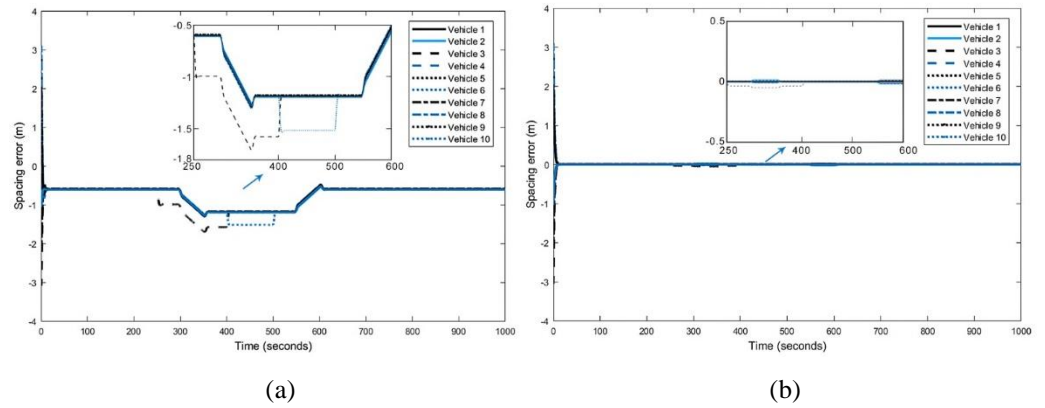 (a)
(b)
4
3
2
1
0
-1
-2
-3
-4
Spacing error (m)
0 100 200 300 400 500 600 700 800 900 1000
Time (seconds)
-0.5
-1
-1.5
-1.8
250 300 350 400 450 500 550 600
Vehicle 1
Vehicle 2
Vehicle 3
Vehicle 4
Vehicle 5
Vehicle 6
Vehicle 7
Vehicle 8
Vehicle 9
Vehicle 10
4
3
2
1
0
-1
-2
-3
-4
Spacing error (m)
0 100 200 300 400 500 600 700 800 900 1000
Time (seconds)
0.5
0
-0.5
250 300 400 500 600
Vehicle 1
Vehicle 2
Vehicle 3
Vehicle 4
Vehicle 5
Vehicle 6
Vehicle 7
Vehicle 8
Vehicle 9
Vehicle 10
(a)
(b)